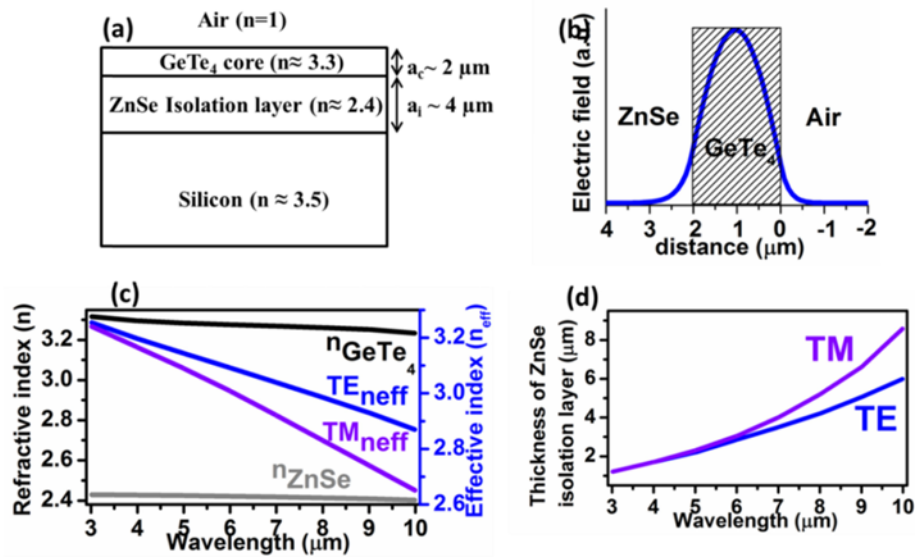 (a)
Air (n=1)
GeTe4 core (n≈ 3.3)
ac~ 2 μm
ZnSe Isolation layer (n≈ 2.4)
ai ~ 4 μm
Silicon (n ≈ 3.5)
(b)
Electric field (a.u)
ZnSe
GeTe4
Air
4 3 2 1 0 -1 -2
distance (μm)
(c)
Refractive index (n)
3.2
3.0
2.8
2.6
2.4
nGeTe4
TEneff
TMneff
nZnSe
3.2
3.0
2.8
2.6
Effective index (neff)
3 4 5 6 7 8 9 10
Wavelength (μm)
(d)
Thickness of ZnSe
isolation layer (μm)
8
6
4
2
TM
TE
3 4 5 6 7 8 9 10
Wavelength (μm)